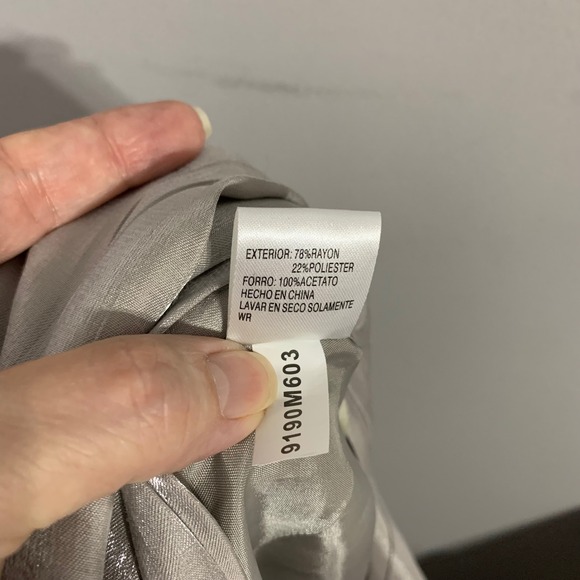 EXTERIOR: 78%RAYON
22%POLIESTER
FORRO: 100%ACETATO
HECHO EN CHINA
LAVAR EN SECO SOLAMENTE
WR
9190M603